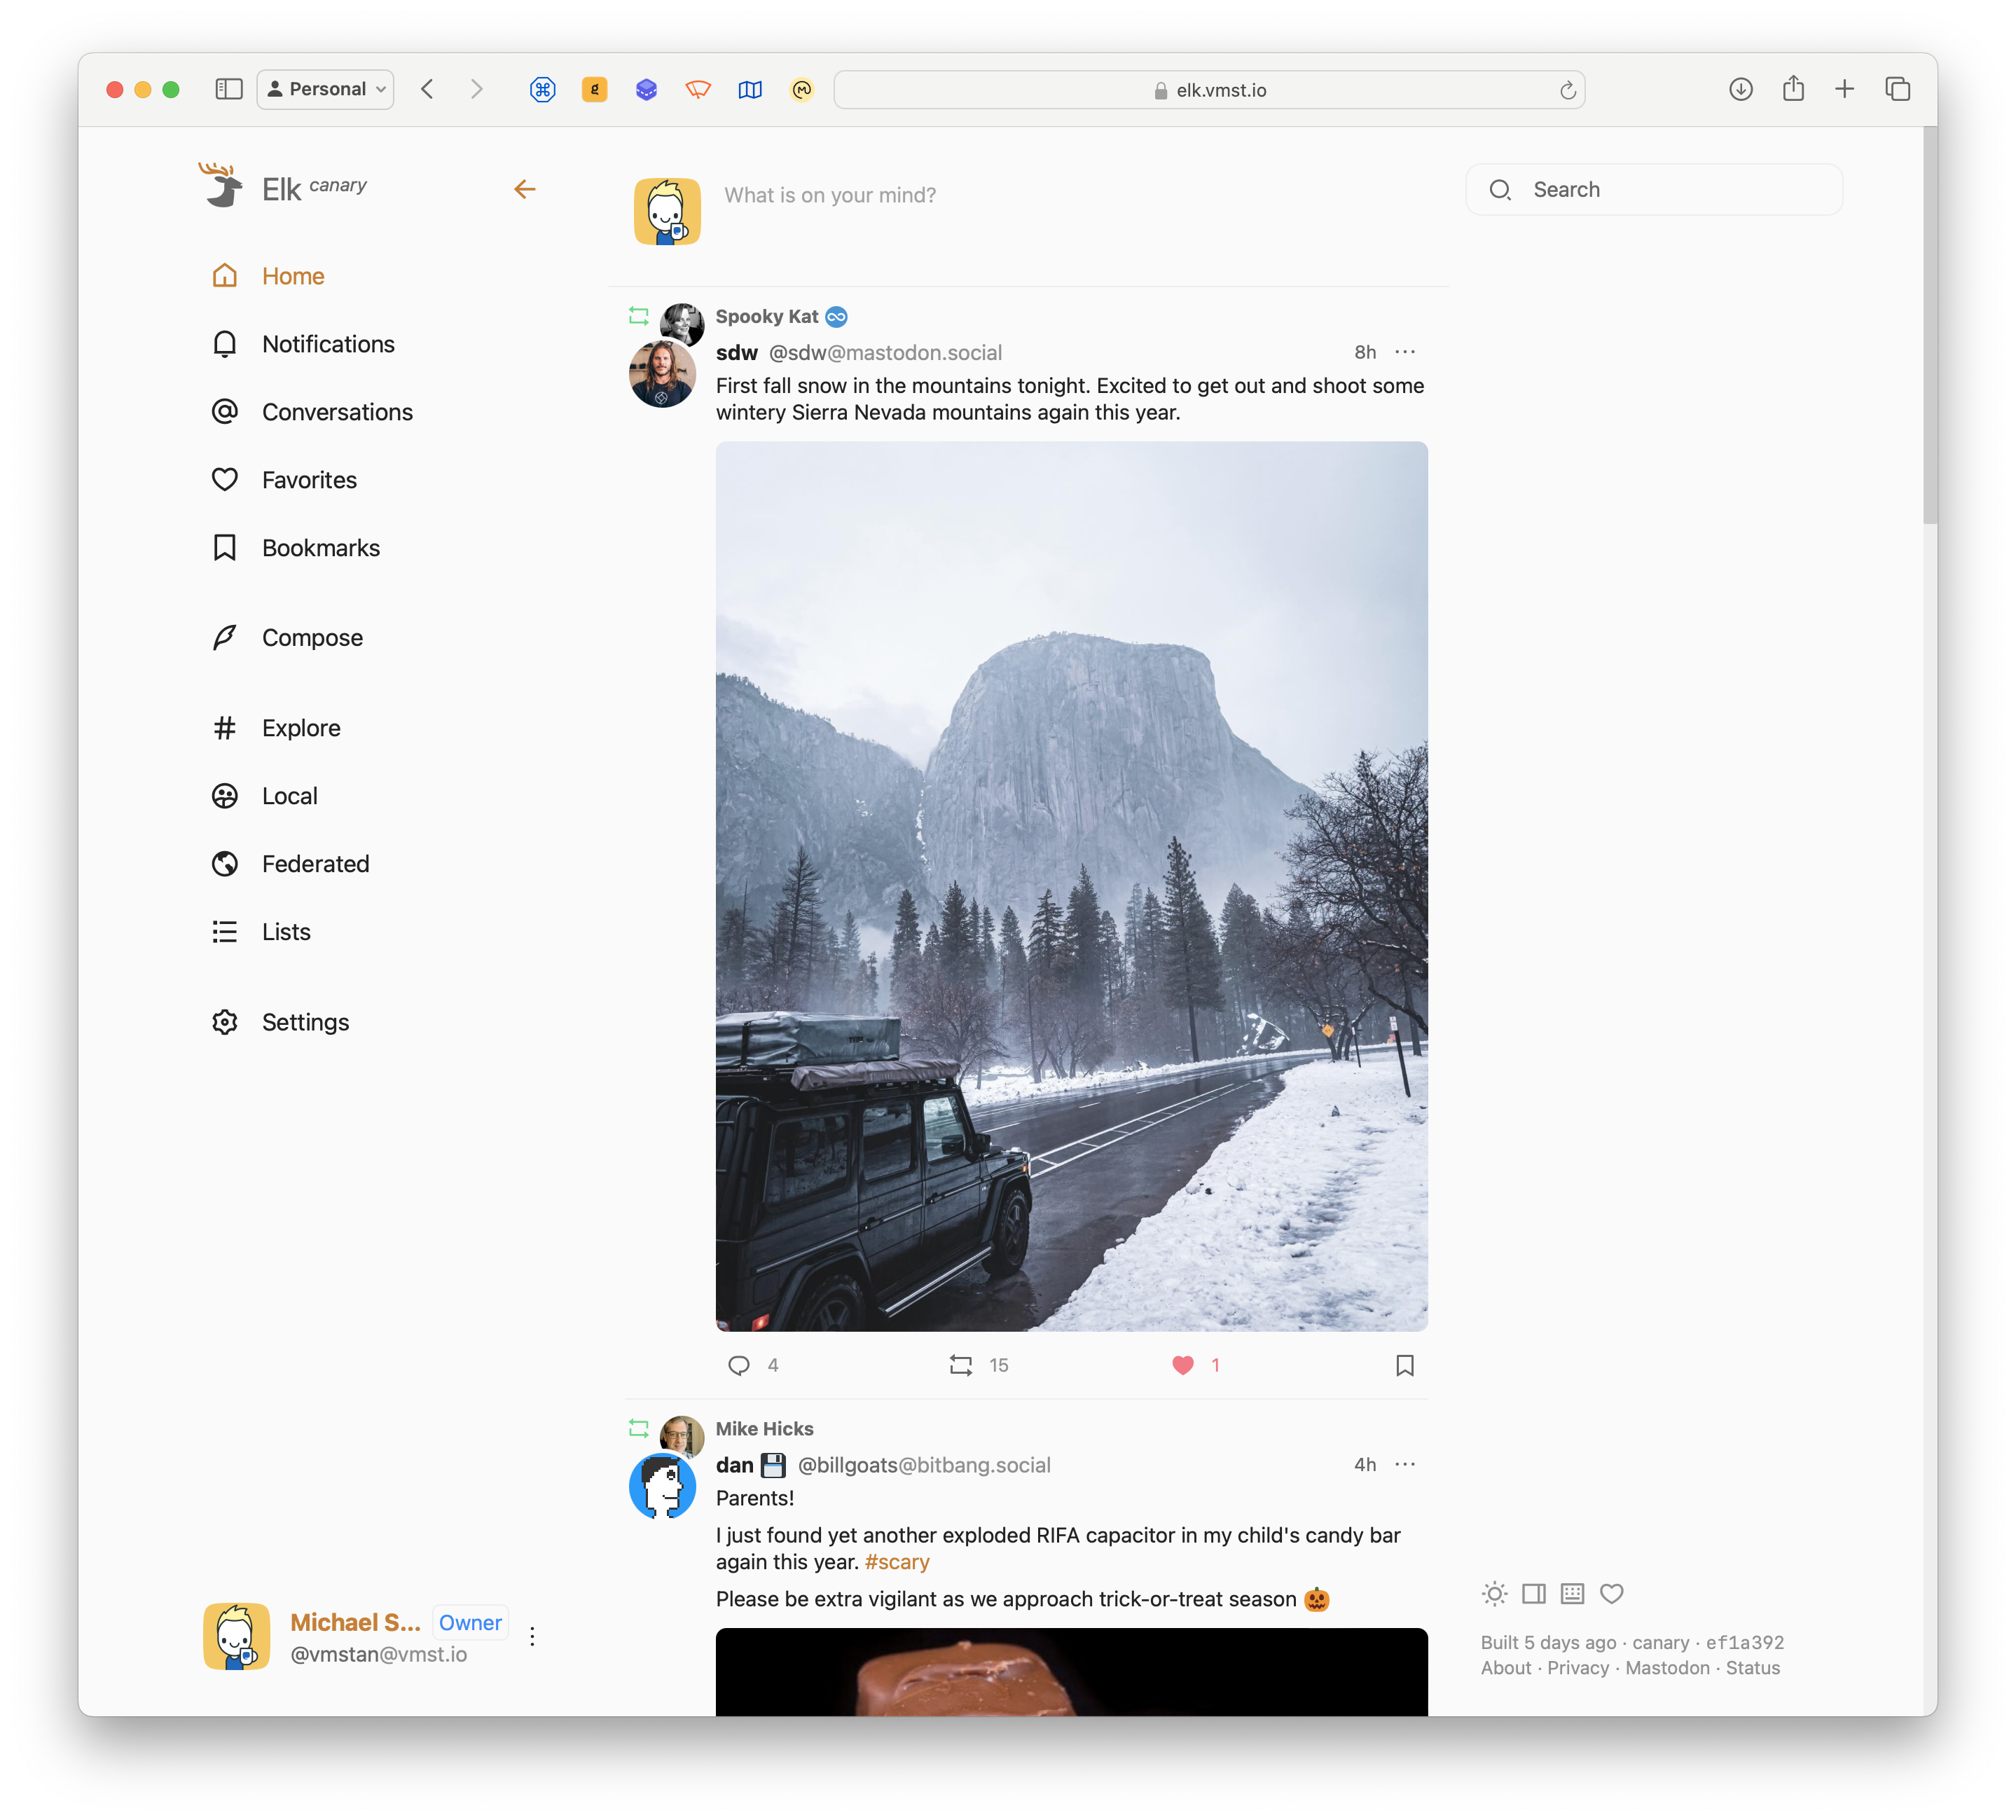 Personal
elk.vmst.io
Elk canary
Home
Notifications
Conversations
Favorites
Bookmarks
Compose
Explore
Local
Federated
Lists
Settings
Michael S... Owner
@vmstan@vmst.io
What is on your mind?
Spooky Kat
sdw @sdw@mastodon.social 8h
First fall snow in the mountains tonight. Excited to get out and shoot some
wintery Sierra Nevada mountains again this year.
4 15 1
Mike Hicks
dan 💾 @billgoats@bitbang.social 4h
Parents!
I just found yet another exploded RIFA capacitor in my child's candy bar
again this year. #scary
Please be extra vigilant as we approach trick-or-treat season 🎃
Search
Built 5 days ago · canary · ef1a392
About · Privacy · Mastodon · Status